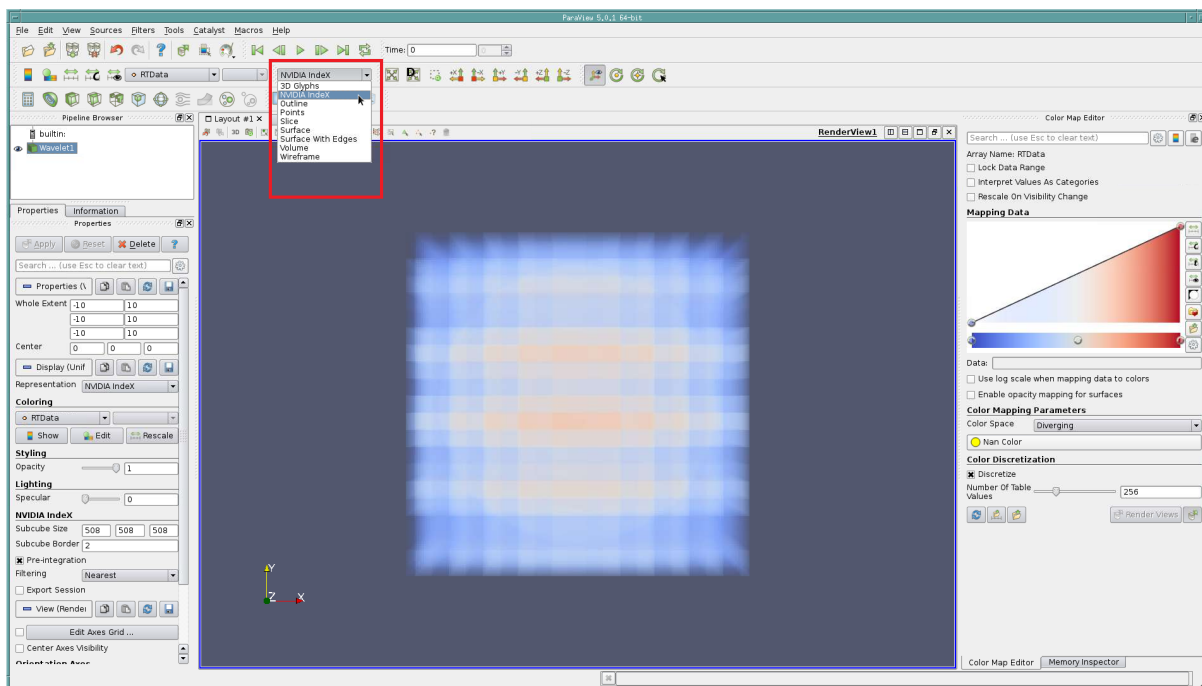 ParaView 5.0.1 64-bit
File Edit View Sources Filters Tools Catalyst Macros Help
Time: 0
RTData
NVIDIA IndeX
3D Glyphs
NVIDIA IndeX
Outline
Points
Slice
Surface
Surface With Edges
Volume
Wireframe
Pipeline Browser
builtin:
Wavelet1
Properties Information
Properties
Apply Reset Delete ?
Search ... (use Esc to clear text)
Properties (\
Whole Extent -10 10
-10 10
-10 10
Center 0 0 0
Display (Unif
Representation NVIDIA IndeX
Coloring
RTData
Show Edit Rescale
Styling
Opacity 1
Lighting
Specular 0
NVIDIA IndeX
Subcube Size 508 508 508
Subcube Border 2
Pre-integration
Filtering Nearest
Export Session
View (Render
Edit Axes Grid ...
Center Axes Visibility
Orientation Axes
Layout #1
3D
RenderView1
Y
Z X
Color Map Editor
Search ... (use Esc to clear text)
Array Name: RTData
Lock Data Range
Interpret Values As Categories
Rescale On Visibility Change
Mapping Data
Data:
Use log scale when mapping data to colors
Enable opacity mapping for surfaces
Color Mapping Parameters
Color Space Diverging
Nan Color
Color Discretization
Discretize
Number Of Table
Values 256
Render Views
Color Map Editor Memory Inspector